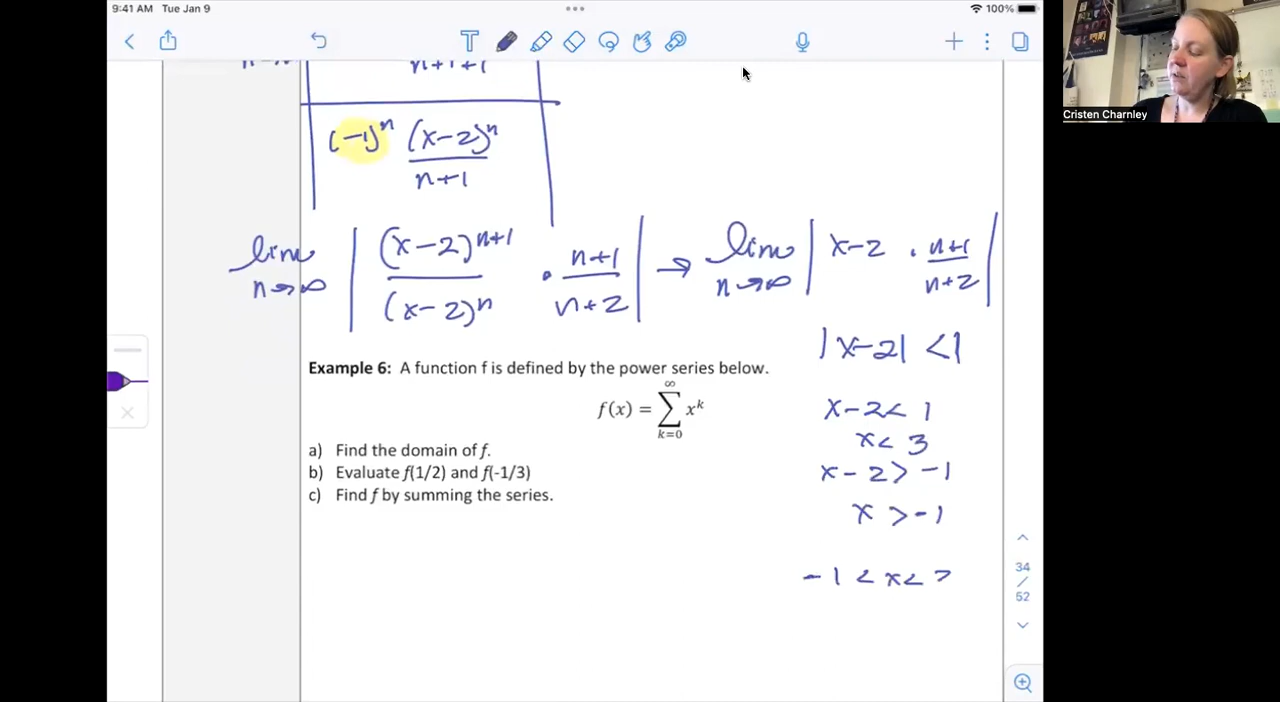 9:41 AM Tue Jan 9
100%
Cristen Charnley
n+1+1
(-1)^n (x-2)^n
n+1
lim n→∞ | (x-2)^{n+1} / (x-2)^n · n+1 / n+2 | → lim n→∞ | x-2 · n+1 / n+2 |
|x-2| < 1
Example 6: A function f is defined by the power series below.
f(x) = ∑_{k=0}^{∞} x^k
x-2 < 1
x < 3
a) Find the domain of f.
x-2 > -1
b) Evaluate f(1/2) and f(-1/3)
c) Find f by summing the series.
x > -1
-1 < x <
34
/
52